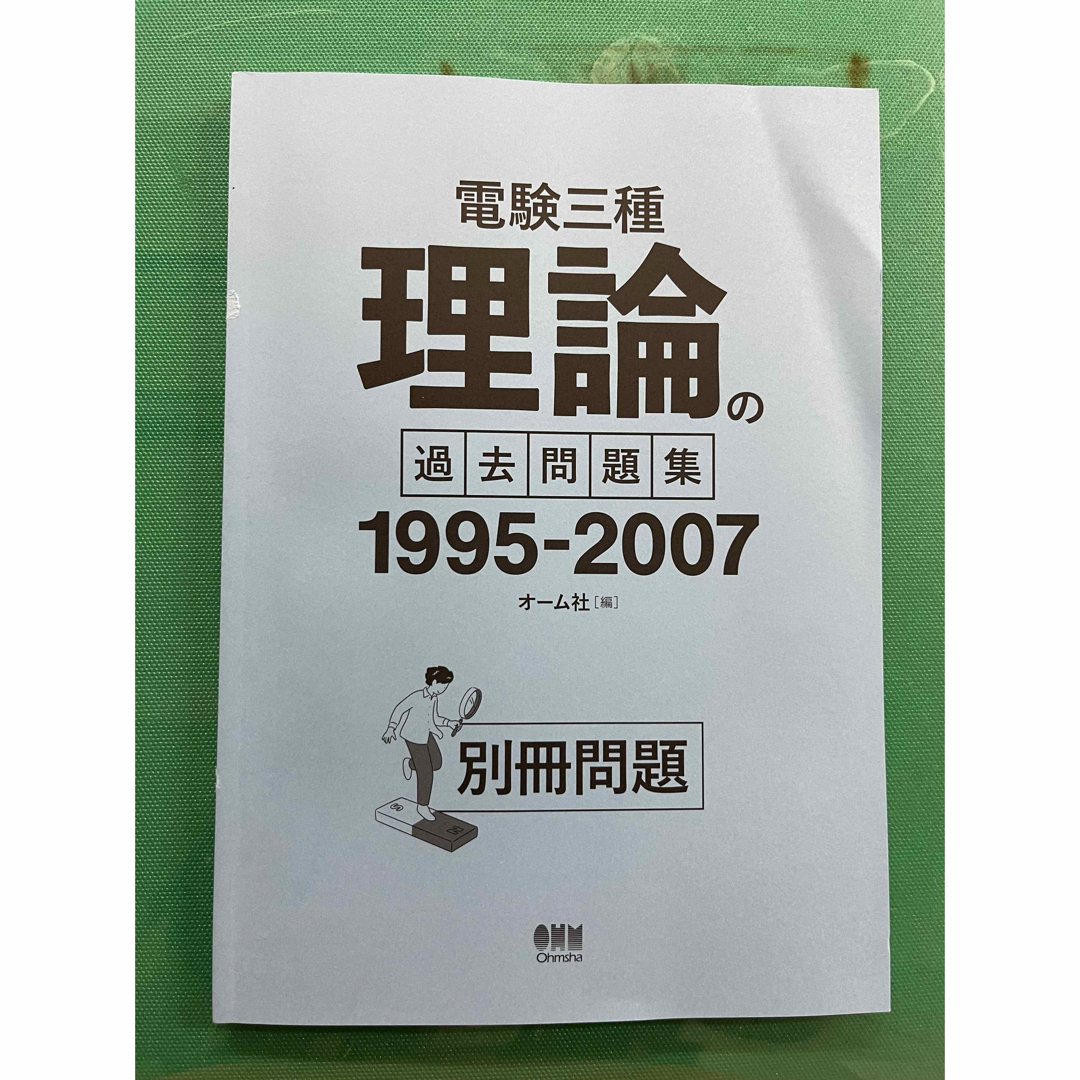 電験三種
理論の
過去問題集
1995-2007
オーム社［編］
別冊問題
S
N
OHM
Ohmsha